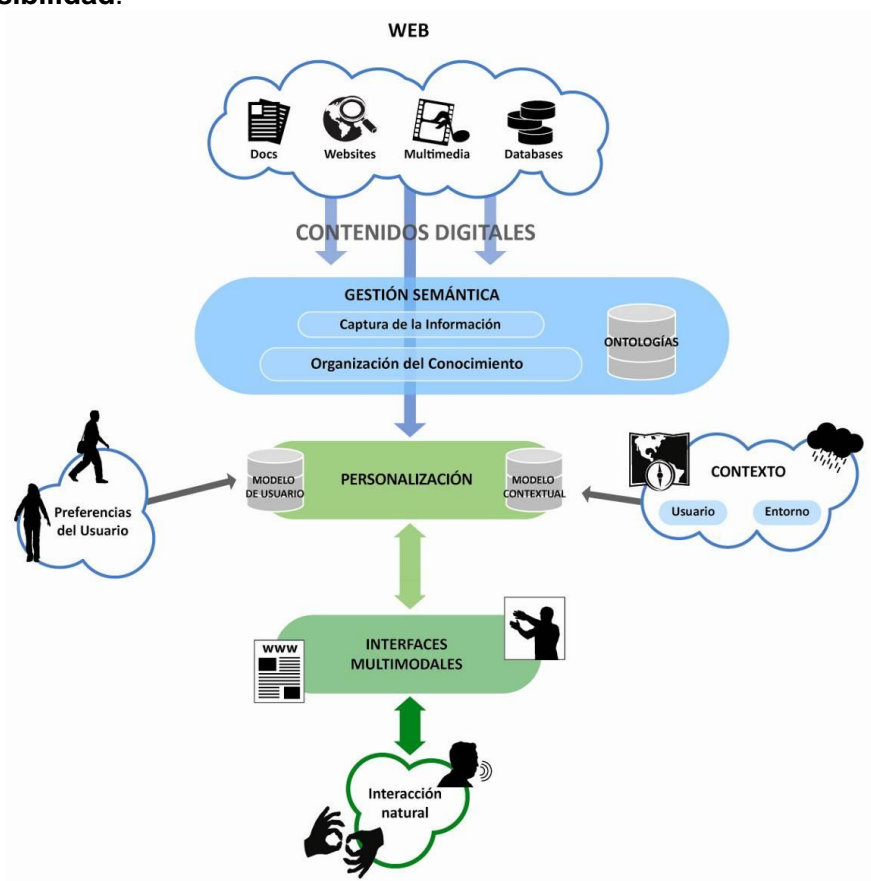 sibilidad.
WEB
Docs
Websites
Multimedia
Databases
CONTENIDOS DIGITALES
GESTIÓN SEMÁNTICA
Captura de la Información
Organización del Conocimiento
ONTOLOGÍAS
Preferencias
del Usuario
MODELO
DE USUARIO
PERSONALIZACIÓN
MODELO
CONTEXTUAL
CONTEXTO
Usuario
Entorno
INTERFACES
MULTIMODALES
WWW
Interacción
natural